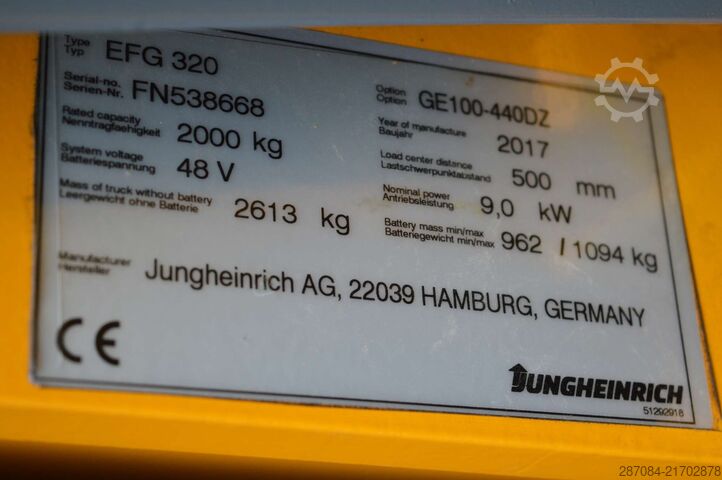 Type
Typ EFG 320
Serial-no.
Serien-Nr. FN538668
Option
Option GE100-440DZ
Rated capacity
Nenntragfaehigkeit 2000 kg
Year of manufacture
Baujahr 2017
System voltage
Batteriespannung 48 V
Load center distance
Lastschwerpunktabstand 500 mm
Mass of truck without battery
Leergewicht ohne Batterie 2613 kg
Nominal power
Antriebsleistung 9,0 kW
Battery mass min/max
Batteriegewicht min/max 962 / 1094 kg
Manufacturer
Hersteller Jungheinrich AG, 22039 HAMBURG, GERMANY
CE
JUNGHEINRICH
51292918
287084-21702878